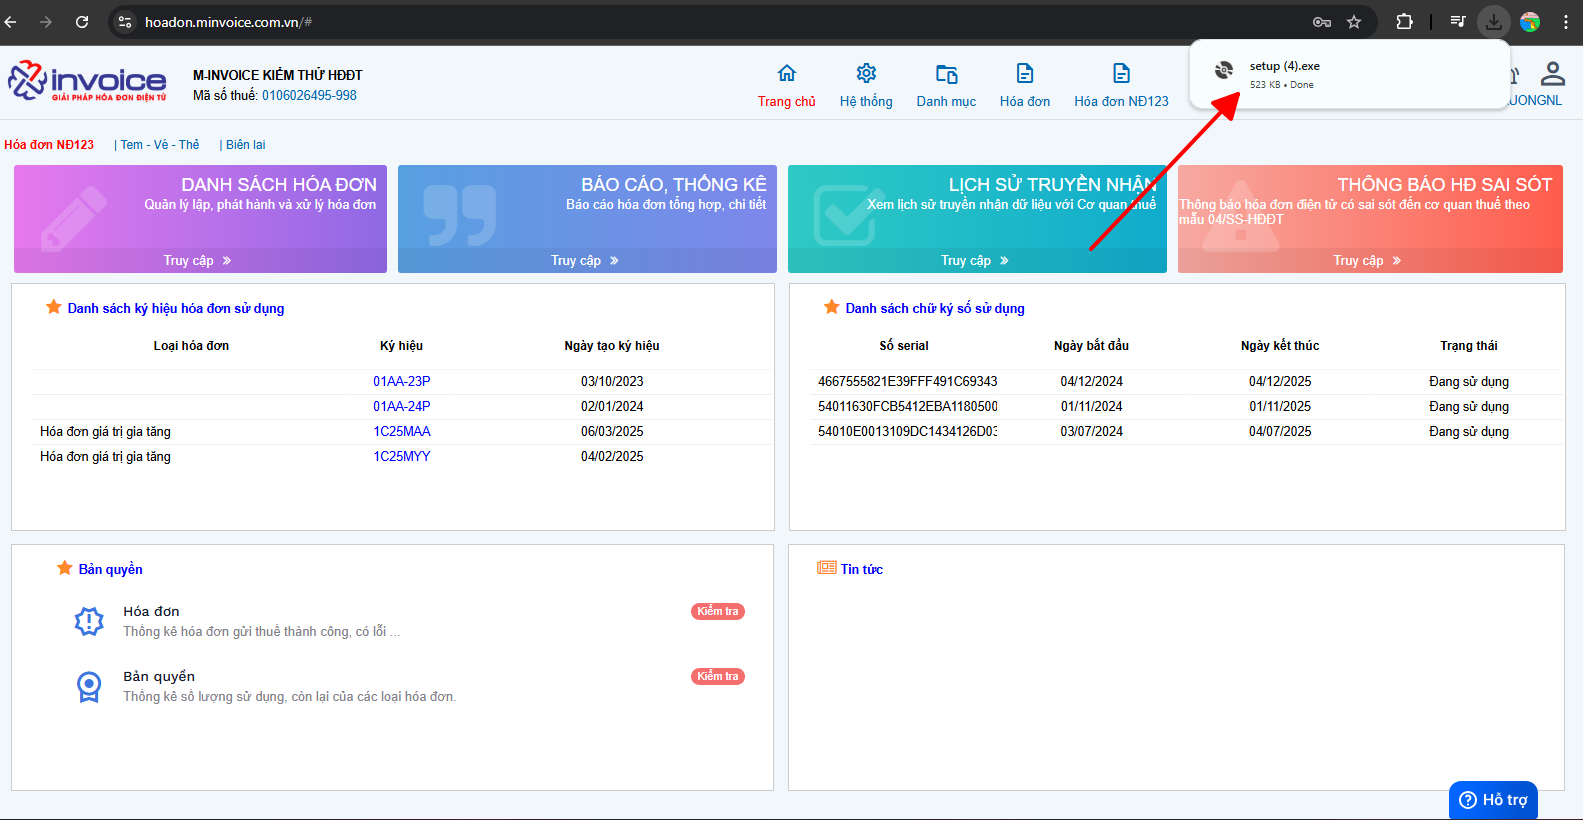 hoadon.minvoice.com.vn/#
setup (4).exe
523 KB • Done
invoice
GIẢI PHÁP HÓA ĐƠN ĐIỆN TỬ
M-INVOICE KIỂM THỬ HĐĐT
Mã số thuế: 0106026495-998
Trang chủ
Hệ thống
Danh mục
Hóa đơn
Hóa đơn NĐ123
UONGNL
Hóa đơn NĐ123 | Tem - Vé - Thẻ | Biên lai
DANH SÁCH HÓA ĐƠN
Quản lý lập, phát hành và xử lý hóa đơn
Truy cập »
BÁO CÁO, THỐNG KÊ
Báo cáo hóa đơn tổng hợp, chi tiết
Truy cập »
LỊCH SỬ TRUYỀN NHẬN
Xem lịch sử truyền nhận dữ liệu với Cơ quan thuế
Truy cập »
THÔNG BÁO HĐ SAI SÓT
Thông báo hóa đơn điện tử có sai sót đến cơ quan thuế theo
mẫu 04/SS-HĐĐT
Truy cập »
Danh sách ký hiệu hóa đơn sử dụng
Loại hóa đơn Ký hiệu Ngày tạo ký hiệu
01AA-23P 03/10/2023
01AA-24P 02/01/2024
Hóa đơn giá trị gia tăng 1C25MAA 06/03/2025
Hóa đơn giá trị gia tăng 1C25MYY 04/02/2025
Danh sách chữ ký số sử dụng
Số serial Ngày bắt đầu Ngày kết thúc Trạng thái
4667555821E39FFF491C69343 04/12/2024 04/12/2025 Đang sử dụng
54011630FCB5412EBA1180500 01/11/2024 01/11/2025 Đang sử dụng
54010E0013109DC1434126D03 03/07/2024 04/07/2025 Đang sử dụng
Bản quyền
Hóa đơn Kiểm tra
Thống kê hóa đơn gửi thuế thành công, có lỗi ...
Bản quyền Kiểm tra
Thống kê số lượng sử dụng, còn lại của các loại hóa đơn.
Tin tức
Hỗ trợ